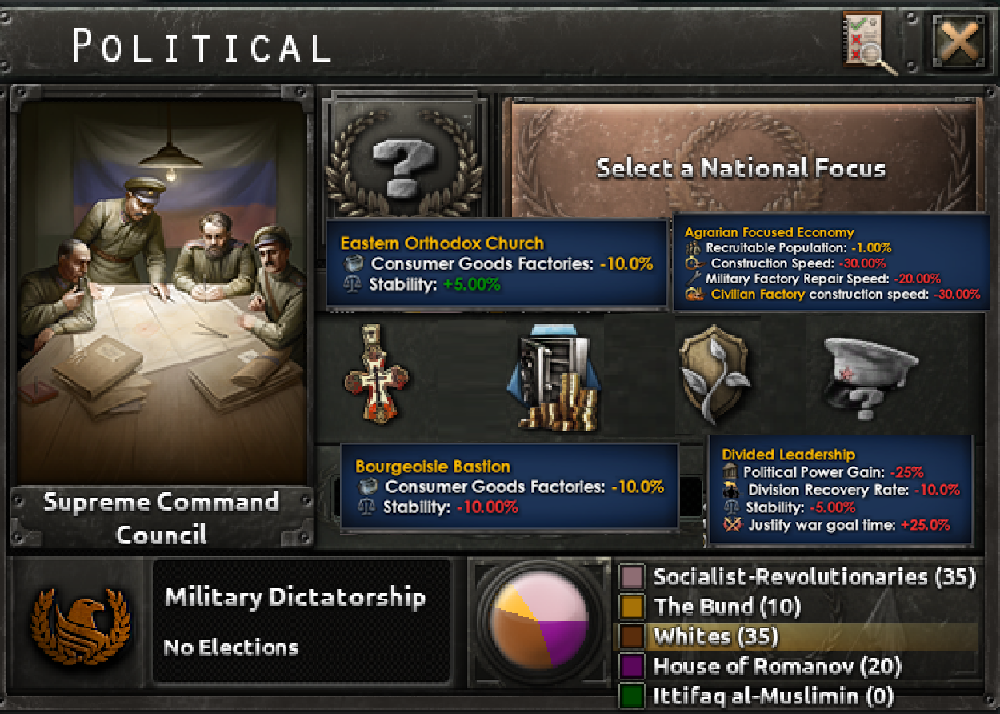 POLITICAL
Select a National Focus
Eastern Orthodox Church
Consumer Goods Factories: -10.0%
Stability: +5.00%
Agrarian Focused Economy
Recruitable Population: -1.00%
Construction Speed: -30.00%
Military Factory Repair Speed: -20.00%
Civilian Factory construction speed: -30.00%
Bourgeoisie Bastion
Consumer Goods Factories: -10.0%
Stability: -10.00%
Divided Leadership
Political Power Gain: -25%
Division Recovery Rate: -10.0%
Stability: -5.00%
Justify war goal time: +25.0%
Supreme Command
Council
Military Dictatorship
No Elections
Socialist-Revolutionaries (35)
The Bund (10)
Whites (35)
House of Romanov (20)
Ittifaq al-Muslimin (0)